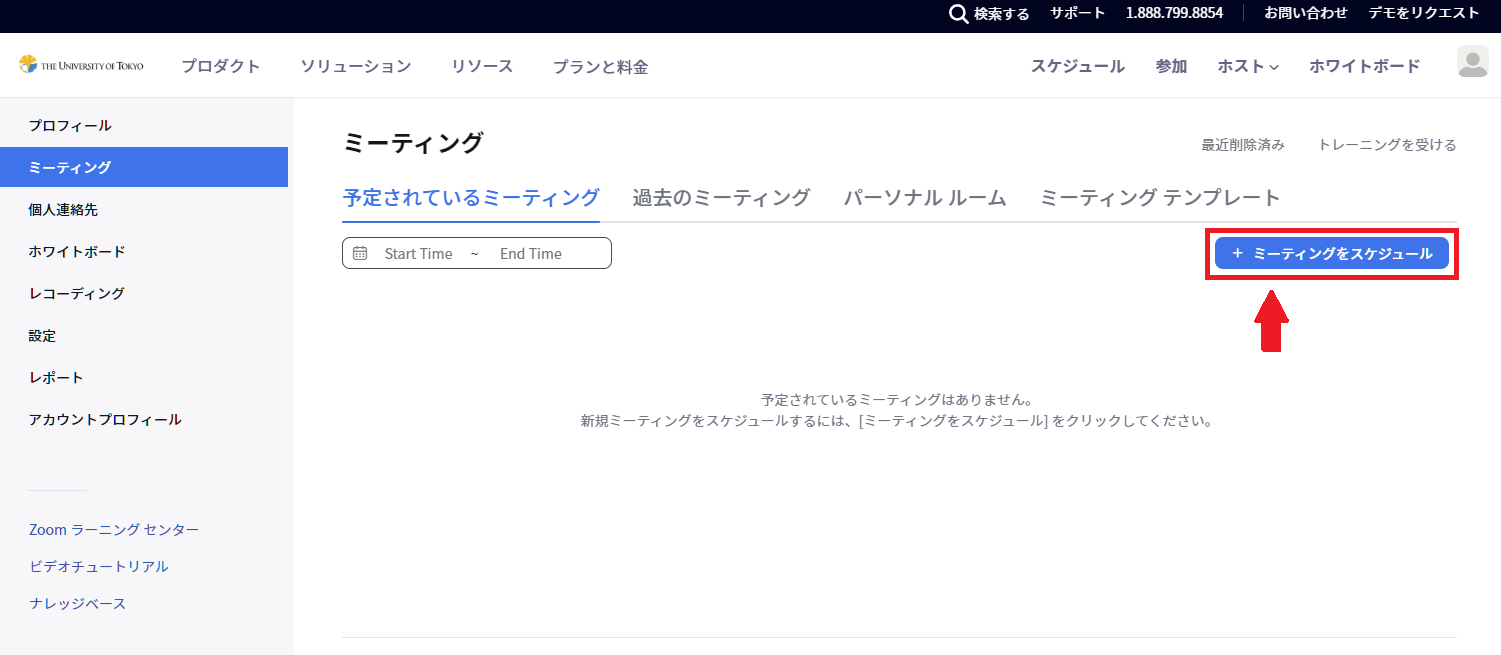 検索する サポート 1.888.799.8854 お問い合わせ デモをリクエスト
THE UNIVERSITY OF TOKYO プロダクト ソリューション リソース プランと料金 スケジュール 参加 ホスト ホワイトボード
プロフィール
ミーティング
個人連絡先
ホワイトボード
レコーディング
設定
レポート
アカウントプロフィール
Zoom ラーニング センター
ビデオチュートリアル
ナレッジベース
ミーティング 最近削除済み トレーニングを受ける
予定されているミーティング 過去のミーティング パーソナル ルーム ミーティング テンプレート
Start Time ~ End Time + ミーティングをスケジュール
予定されているミーティングはありません。
新規ミーティングをスケジュールするには、[ミーティングをスケジュール] をクリックしてください。